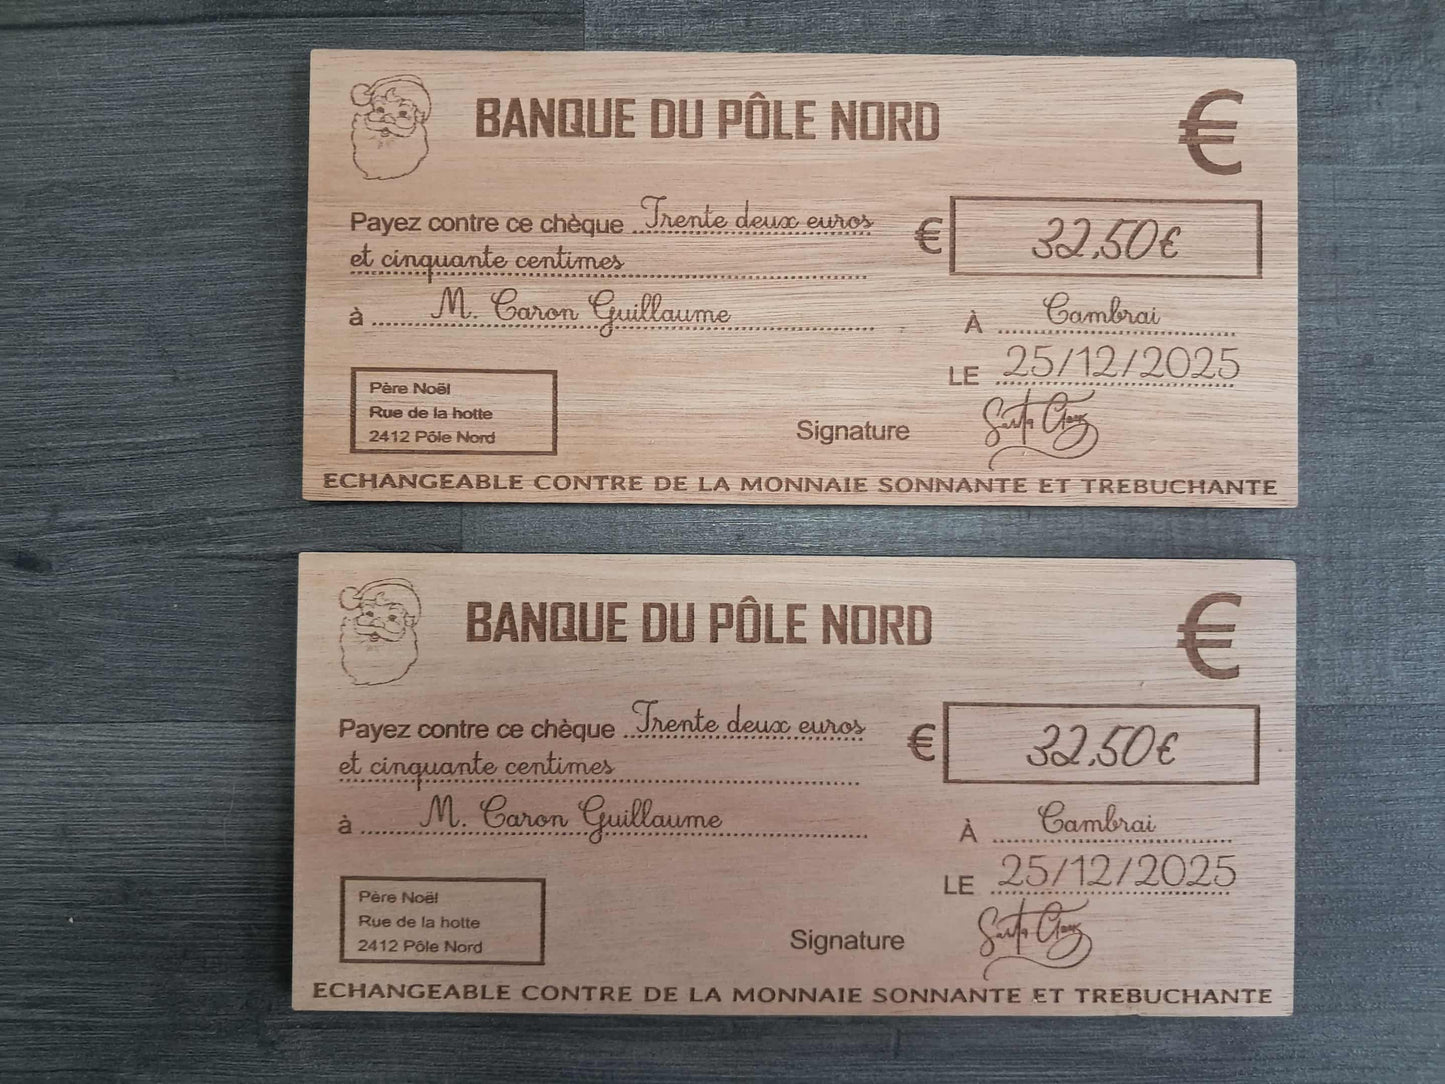 BANQUE DU PÔLE NORD €
Payez contre ce chèque Trente deux euros
et cinquante centimes
€ 32,50€
à M. Caron Guillaume
À Cambrai
LE 25/12/2025
Père Noël
Rue de la hotte
2412 Pôle Nord
Signature Santa Claus
ECHANGEABLE CONTRE DE LA MONNAIE SONNANTE ET TREBUCHANTE
BANQUE DU PÔLE NORD €
Payez contre ce chèque Trente deux euros
et cinquante centimes
€ 32,50€
à M. Caron Guillaume
À Cambrai
LE 25/12/2025
Père Noël
Rue de la hotte
2412 Pôle Nord
Signature Santa Claus
ECHANGEABLE CONTRE DE LA MONNAIE SONNANTE ET TREBUCHANTE